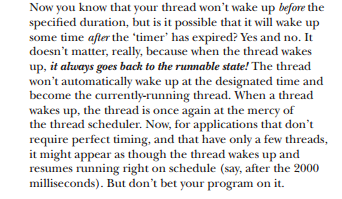 Now you know that your thread won't wake up before the
specified duration, but is it possible that it will wake up
some time after the 'timer' has expired? Yes and no. It
doesn't matter, really, because when the thread wakes
up, it always goes back to the runnable state! The thread
won't automatically wake up at the designated time and
become the currently-running thread. When a thread
wakes up, the thread is once again at the mercy of
the thread scheduler. Now, for applications that don't
require perfect timing, and that have only a few threads,
it might appear as though the thread wakes up and
resumes running right on schedule (say, after the 2000
milliseconds). But don't bet your program on it.